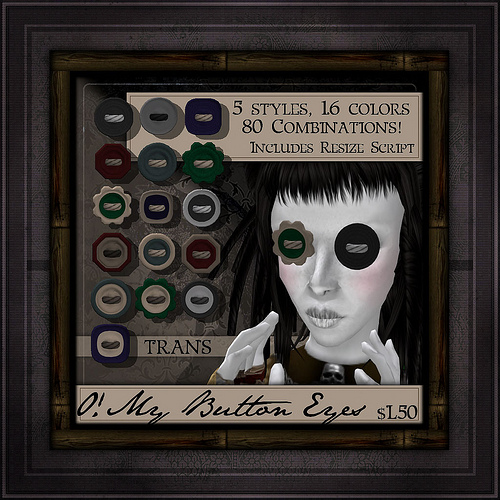 5 STYLES, 16 COLORS
80 COMBINATIONS!
INCLUDES RESIZE SCRIPT
TRANS
O! My Button Eyes $L50